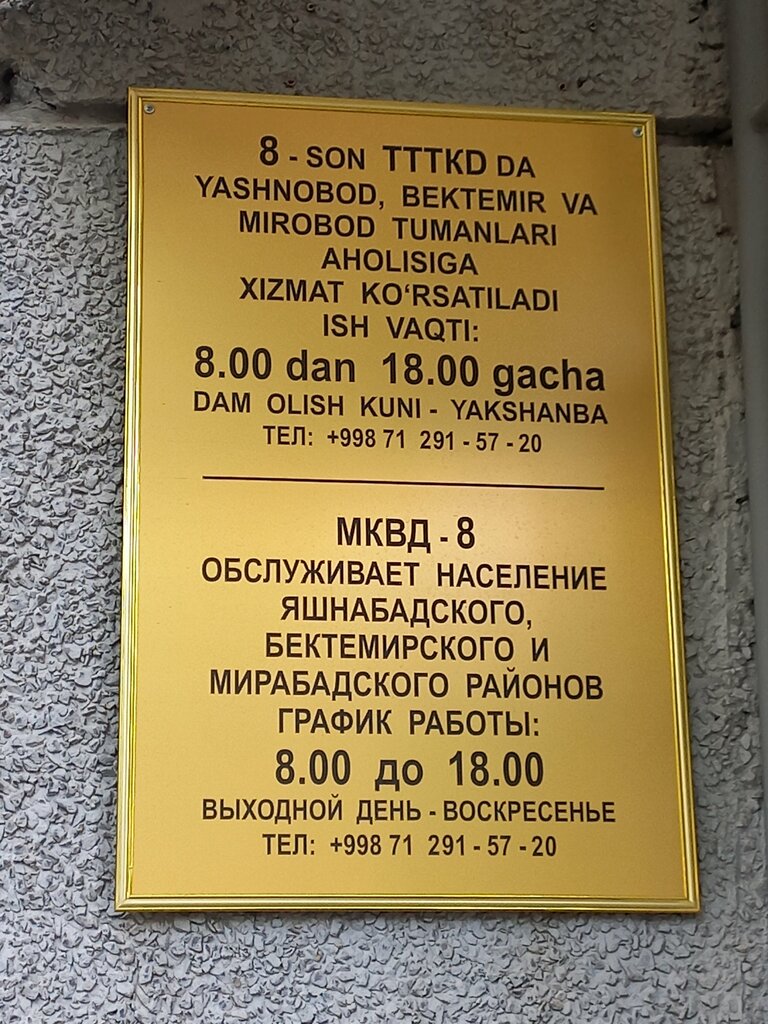 8 - SON TTTKD DA
YASHNOBOD, BEKTEMIR VA
MIROBOD TUMANLARI
AHOLISIGA
XIZMAT KO‘RSATILADI
ISH VAQTI:
8.00 dan 18.00 gacha
DAM OLISH KUNI - YAKSHANBA
ТЕЛ: +998 71 291 - 57 - 20
МКВД - 8
ОБСЛУЖИВАЕТ НАСЕЛЕНИЕ
ЯШНАБАДСКОГО,
БЕКТЕМИРСКОГО И
МИРАБАДСКОГО РАЙОНОВ
ГРАФИК РАБОТЫ:
8.00 до 18.00
ВЫХОДНОЙ ДЕНЬ - ВОСКРЕСЕНЬЕ
ТЕЛ: +998 71 291 - 57 - 20